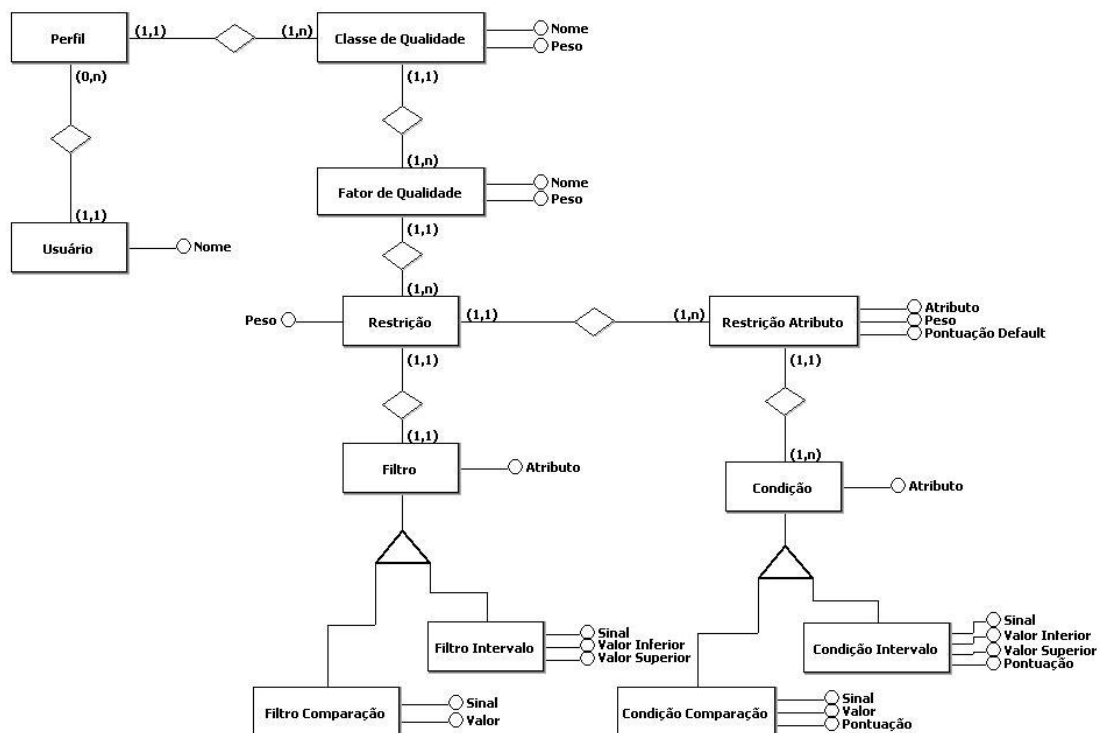 Perfil
(1,1)
(1,n)
Classe de Qualidade
Nome
Peso
(0,n)
(1,1)
(1,n)
Fator de Qualidade
Nome
Peso
(1,1)
Usuário
Nome
(1,1)
(1,n)
Peso
Restrição
(1,1)
(1,n)
Restrição Atributo
Atributo
Peso
Pontuação Default
(1,1)
(1,1)
(1,1)
Filtro
Atributo
(1,n)
Condição
Atributo
Filtro Intervalo
Sinal
Valor Inferior
Valor Superior
Condição Intervalo
Sinal
Valor Interior
Valor Superior
Pontuação
Filtro Comparação
Sinal
Valor
Condição Comparação
Sinal
Valor
Pontuação